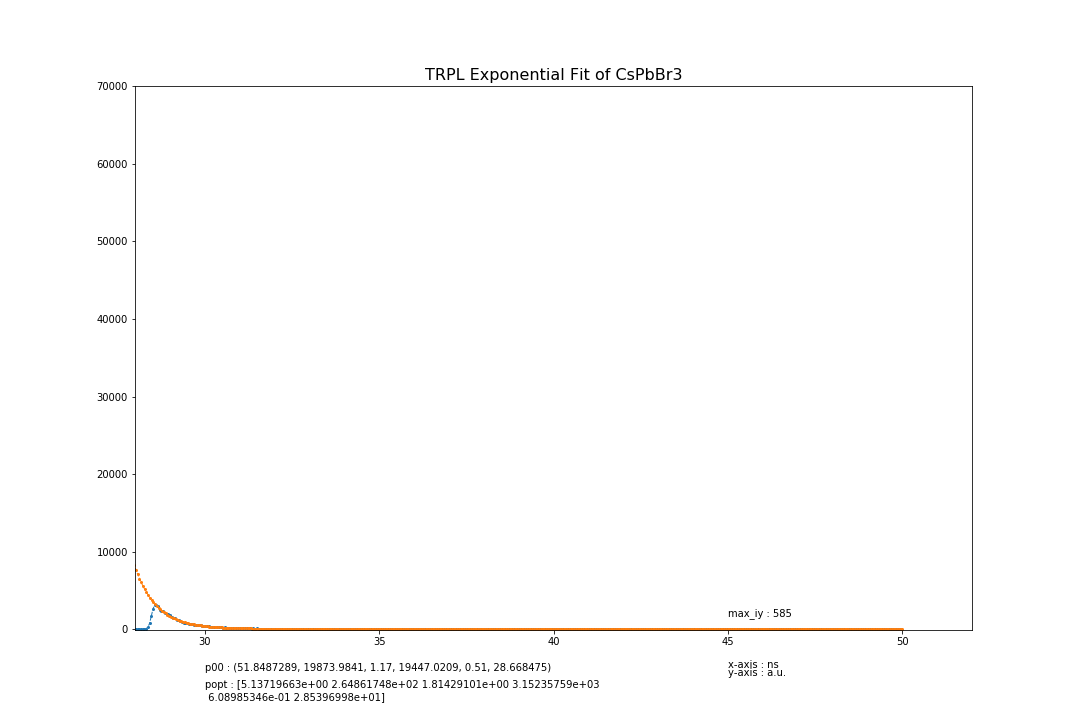 TRPL Exponential Fit of CsPbBr3
70000
60000
50000
40000
30000
20000
10000
0
max_iy : 585
30 35 40 45 50
p00 : (51.8487289, 19873.9841, 1.17, 19447.0209, 0.51, 28.668475)
x-axis : ns
y-axis : a.u.
popt : [5.13719663e+00 2.64861748e+02 1.81429101e+00 3.15235759e+03
6.08985346e-01 2.85396998e+01]